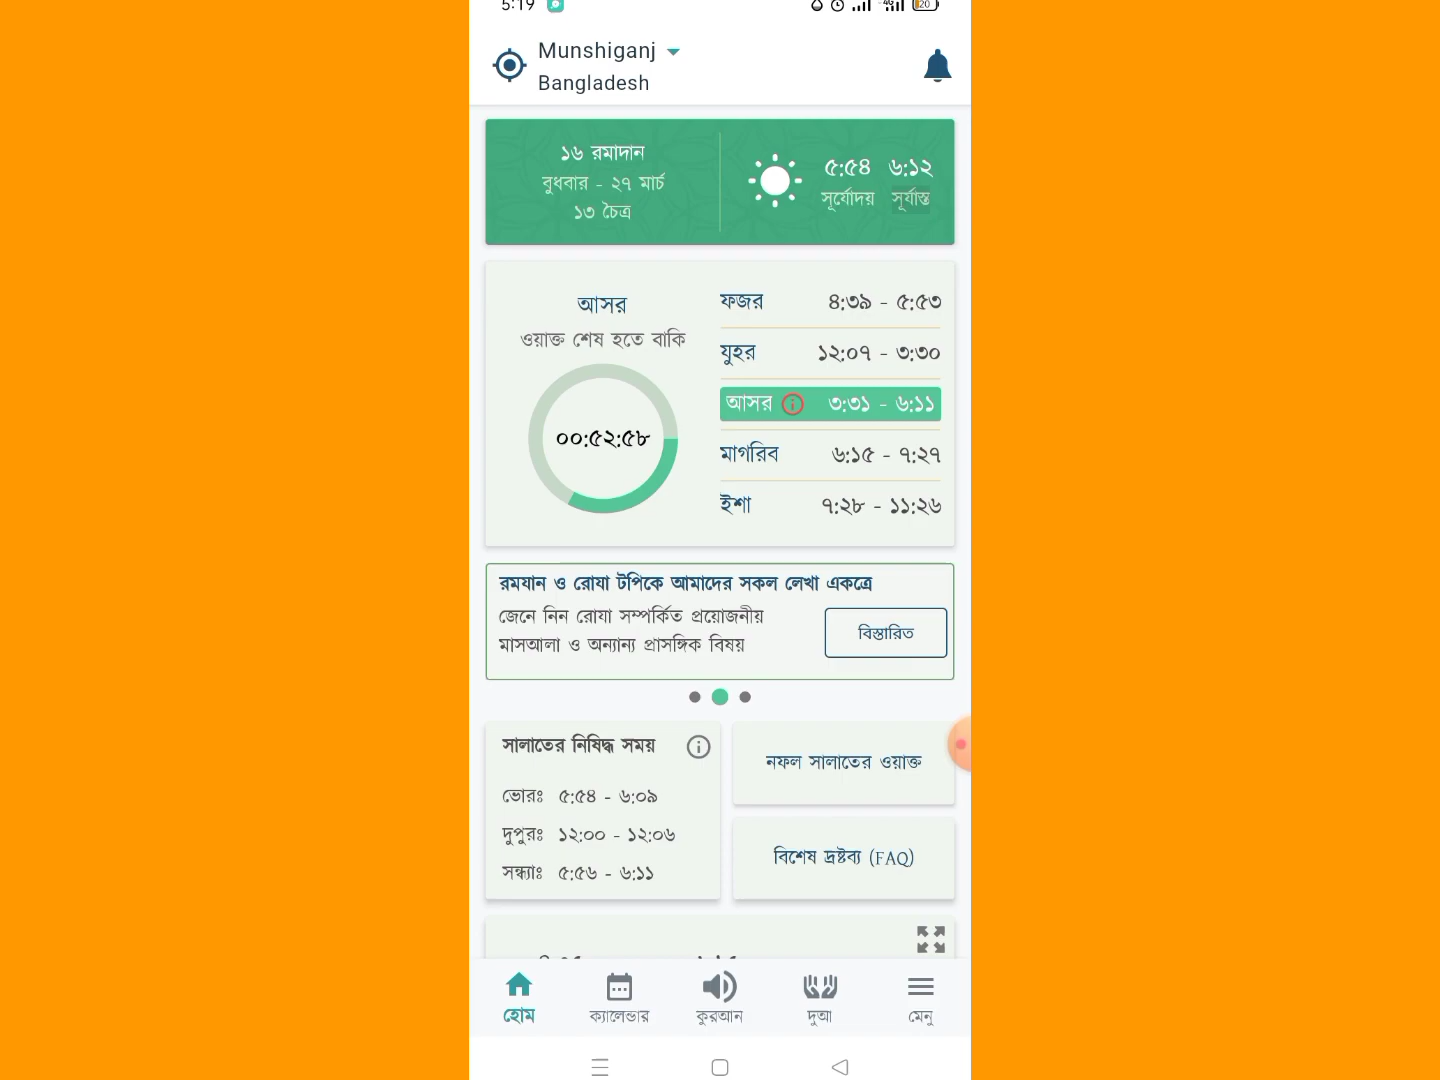 5:19
20
Munshiganj
Bangladesh
১৬ রমাদান
বুধবার - ২৭ মার্চ
১৩ চৈত্র
৫:৫৪ ৬:১২
সূর্যোদয় সূর্যাস্ত
আসর
ওয়াক্ত শেষ হতে বাকি
০০:৫২:৫৮
ফজর ৪:৩৯ - ৫:৫৩
যুহর ১২:০৭ - ৩:৩০
আসর ৩:৩১ - ৬:১১
মাগরিব ৬:১৫ - ৭:২৭
ইশা ৭:২৮ - ১১:২৬
রমযান ও রোযা টপিকে আমাদের সকল লেখা একত্রে
জেনে নিন রোযা সম্পর্কিত প্রয়োজনীয়
মাসআলা ও অন্যান্য প্রাসঙ্গিক বিষয়
বিস্তারিত
সালাতের নিষিদ্ধ সময়
ভোরঃ ৫:৫৪ - ৬:০৯
দুপুরঃ ১২:০০ - ১২:০৬
সন্ধ্যাঃ ৫:৫৬ - ৬:১১
নফল সালাতের ওয়াক্ত
বিশেষ দ্রষ্টব্য (FAQ)
হোম ক্যালেন্ডার কুরআন দুআ মেনু